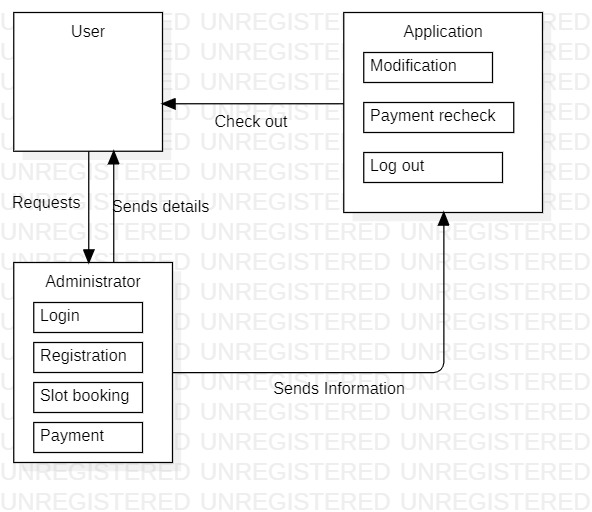 User
Application
Modification
Payment recheck
Log out
Check out
Requests
Sends details
Administrator
Login
Registration
Slot booking
Payment
Sends Information
UNREGISTERED